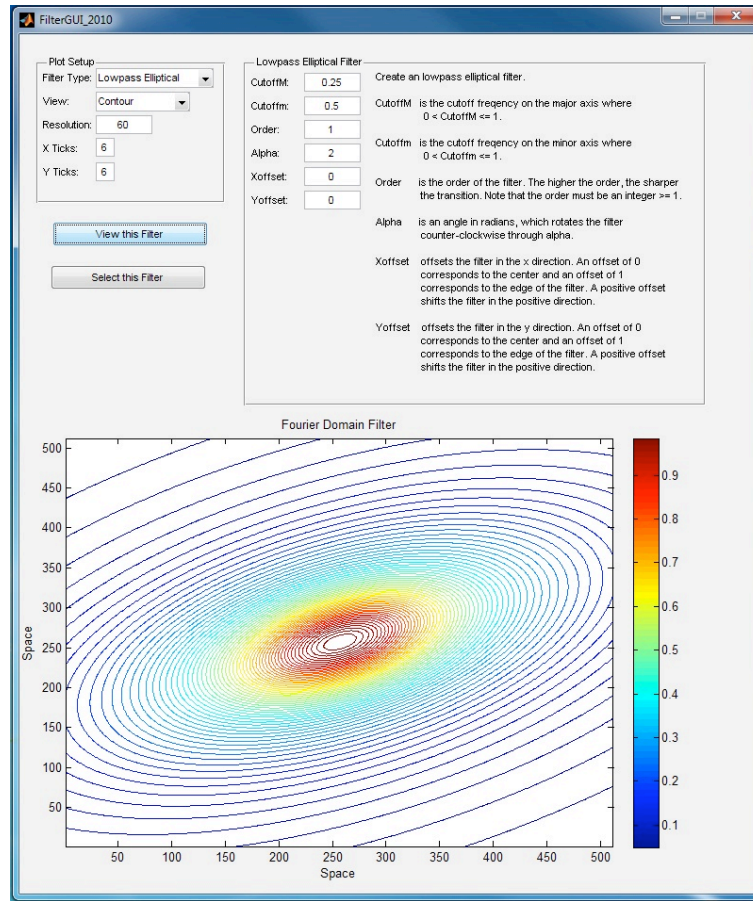 FilterGUI_2010
Plot Setup
Filter Type: Lowpass Elliptical
View: Contour
Resolution: 60
X Ticks: 6
Y Ticks: 6
View this Filter
Select this Filter
Lowpass Elliptical Filter
CutoffM: 0.25
Cutoffm: 0.5
Order: 1
Alpha: 2
Xoffset: 0
Yoffset: 0
Create an lowpass elliptical filter.
CutoffM is the cutoff freqency on the major axis where
0 < CutoffM <= 1.
Cutoffm is the cutoff freqency on the minor axis where
0 < Cutoffm <= 1.
Order is the order of the filter. The higher the order, the sharper
the transition. Note that the order must be an integer >= 1.
Alpha is an angle in radians, which rotates the filter
counter-clockwise through alpha.
Xoffset offsets the filter in the x direction. An offset of 0
corresponds to the center and an offset of 1
corresponds to the edge of the filter. A positive offset
shifts the filter in the positive direction.
Yoffset offsets the filter in the y direction. An offset of 0
corresponds to the center and an offset of 1
corresponds to the edge of the filter. A positive offset
shifts the filter in the positive direction.
Fourier Domain Filter
500
450
400
350
300
250
200
150
100
50
Space
50 100 150 200 250 300 350 400 450 500
Space
0.9
0.8
0.7
0.6
0.5
0.4
0.3
0.2
0.1